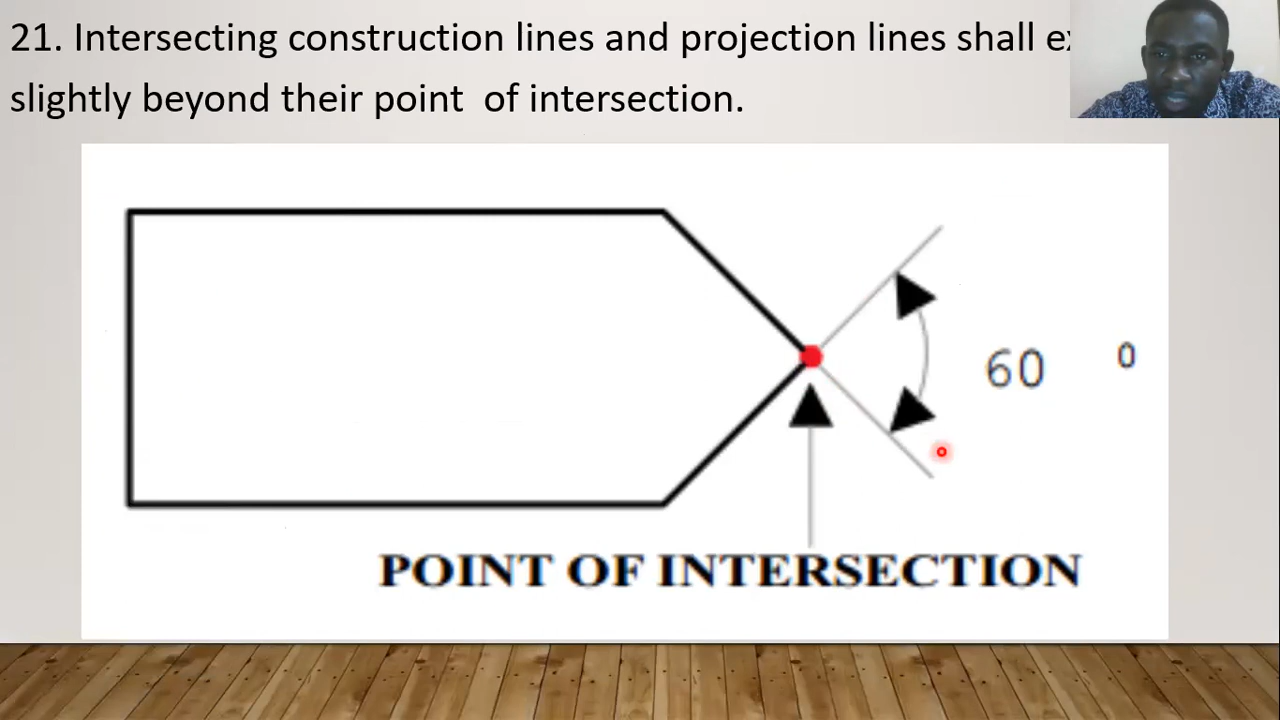 21. Intersecting construction lines and projection lines shall
slightly beyond their point of intersection.
60 0
POINT OF INTERSECTION